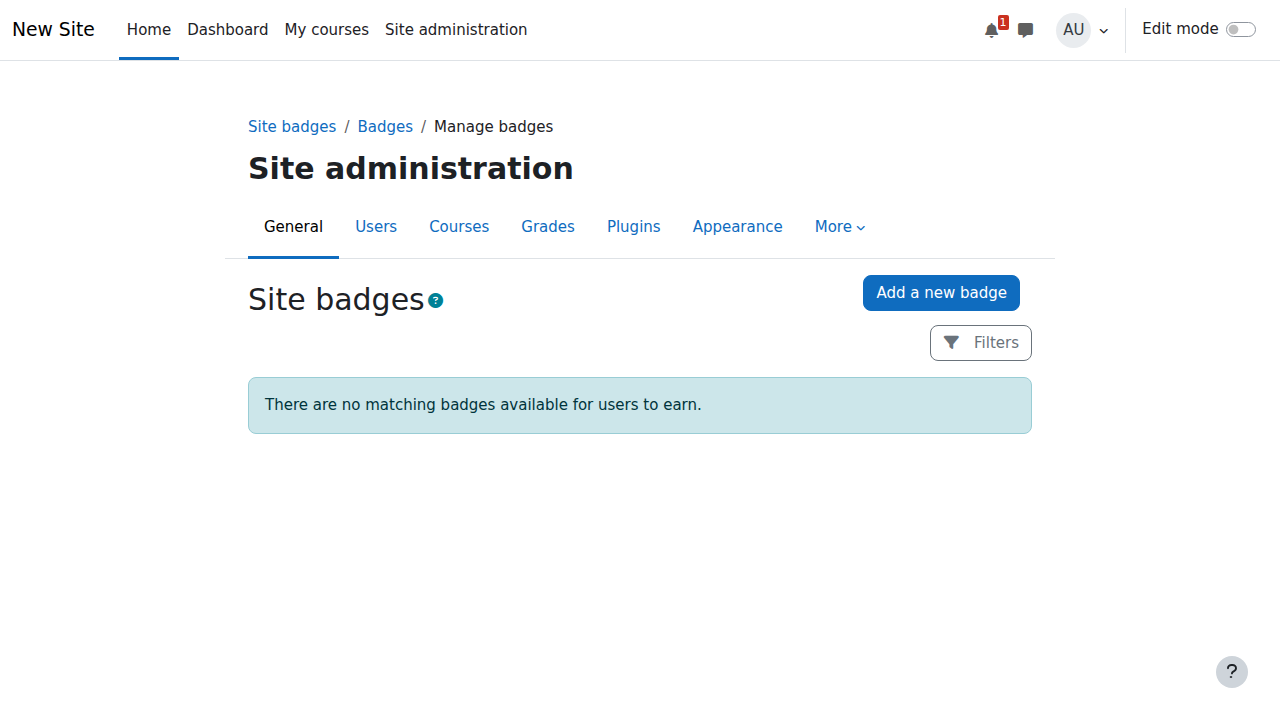 New Site
Home
Dashboard
My courses
Site administration
1
AU
Edit mode
Site badges / Badges / Manage badges
Site administration
General
Users
Courses
Grades
Plugins
Appearance
More
Site badges
?
Add a new badge
Filters
There are no matching badges available for users to earn.
?